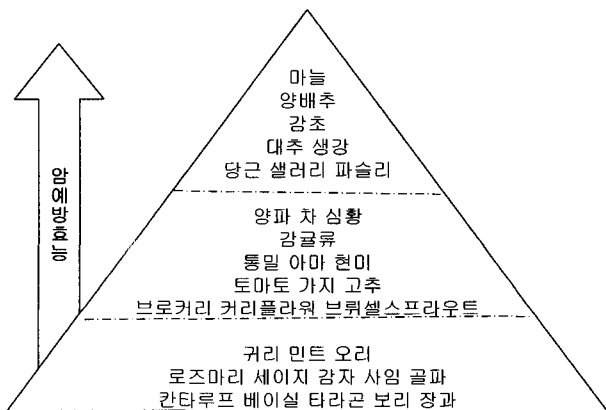 마늘
양배추
감초
대추 생강
당근 샐러리 파슬리
암예방효능
양파 차 심황
감귤류
통밀 아마 현미
토마토 가지 고추
브로커리 커리플라워 브뤼셀스프라우트
귀리 민트 오리
로즈마리 세이지 감자 사임 골파
칸타루프 베이실 타라곤 보리 장과